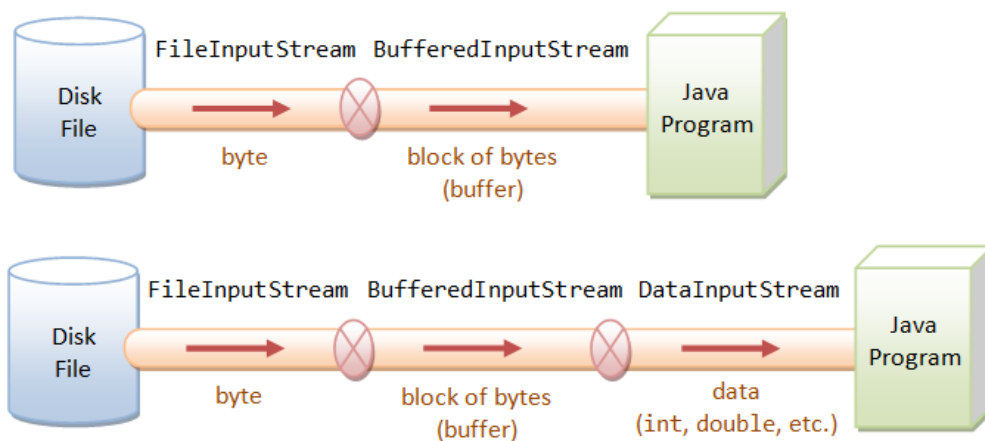 FileInputStream BufferedInputStream
Disk
File
Java
Program
byte
block of bytes
(buffer)
FileInputStream BufferedInputStream DataInputStream
Disk
File
Java
Program
byte
block of bytes
(buffer)
data
(int, double, etc.)